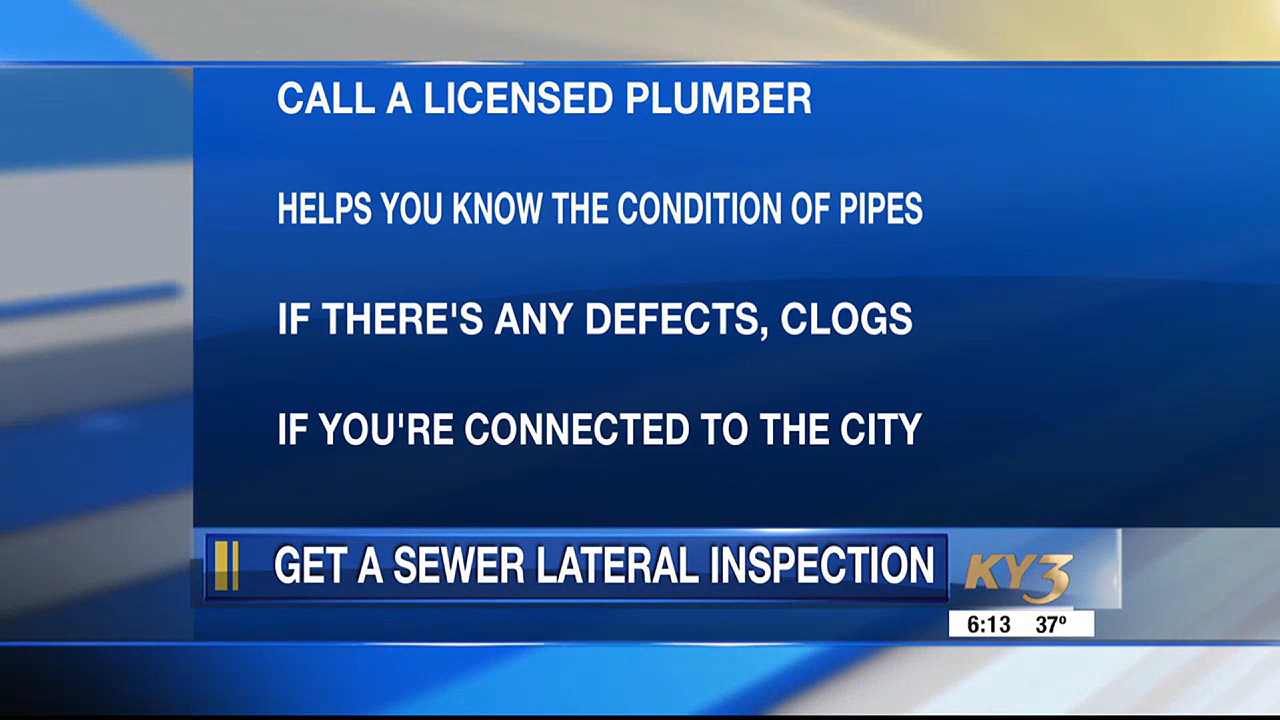 CALL A LICENSED PLUMBER
HELPS YOU KNOW THE CONDITION OF PIPES
IF THERE'S ANY DEFECTS, CLOGS
IF YOU'RE CONNECTED TO THE CITY
GET A SEWER LATERAL INSPECTION
KY3
6:13 37º